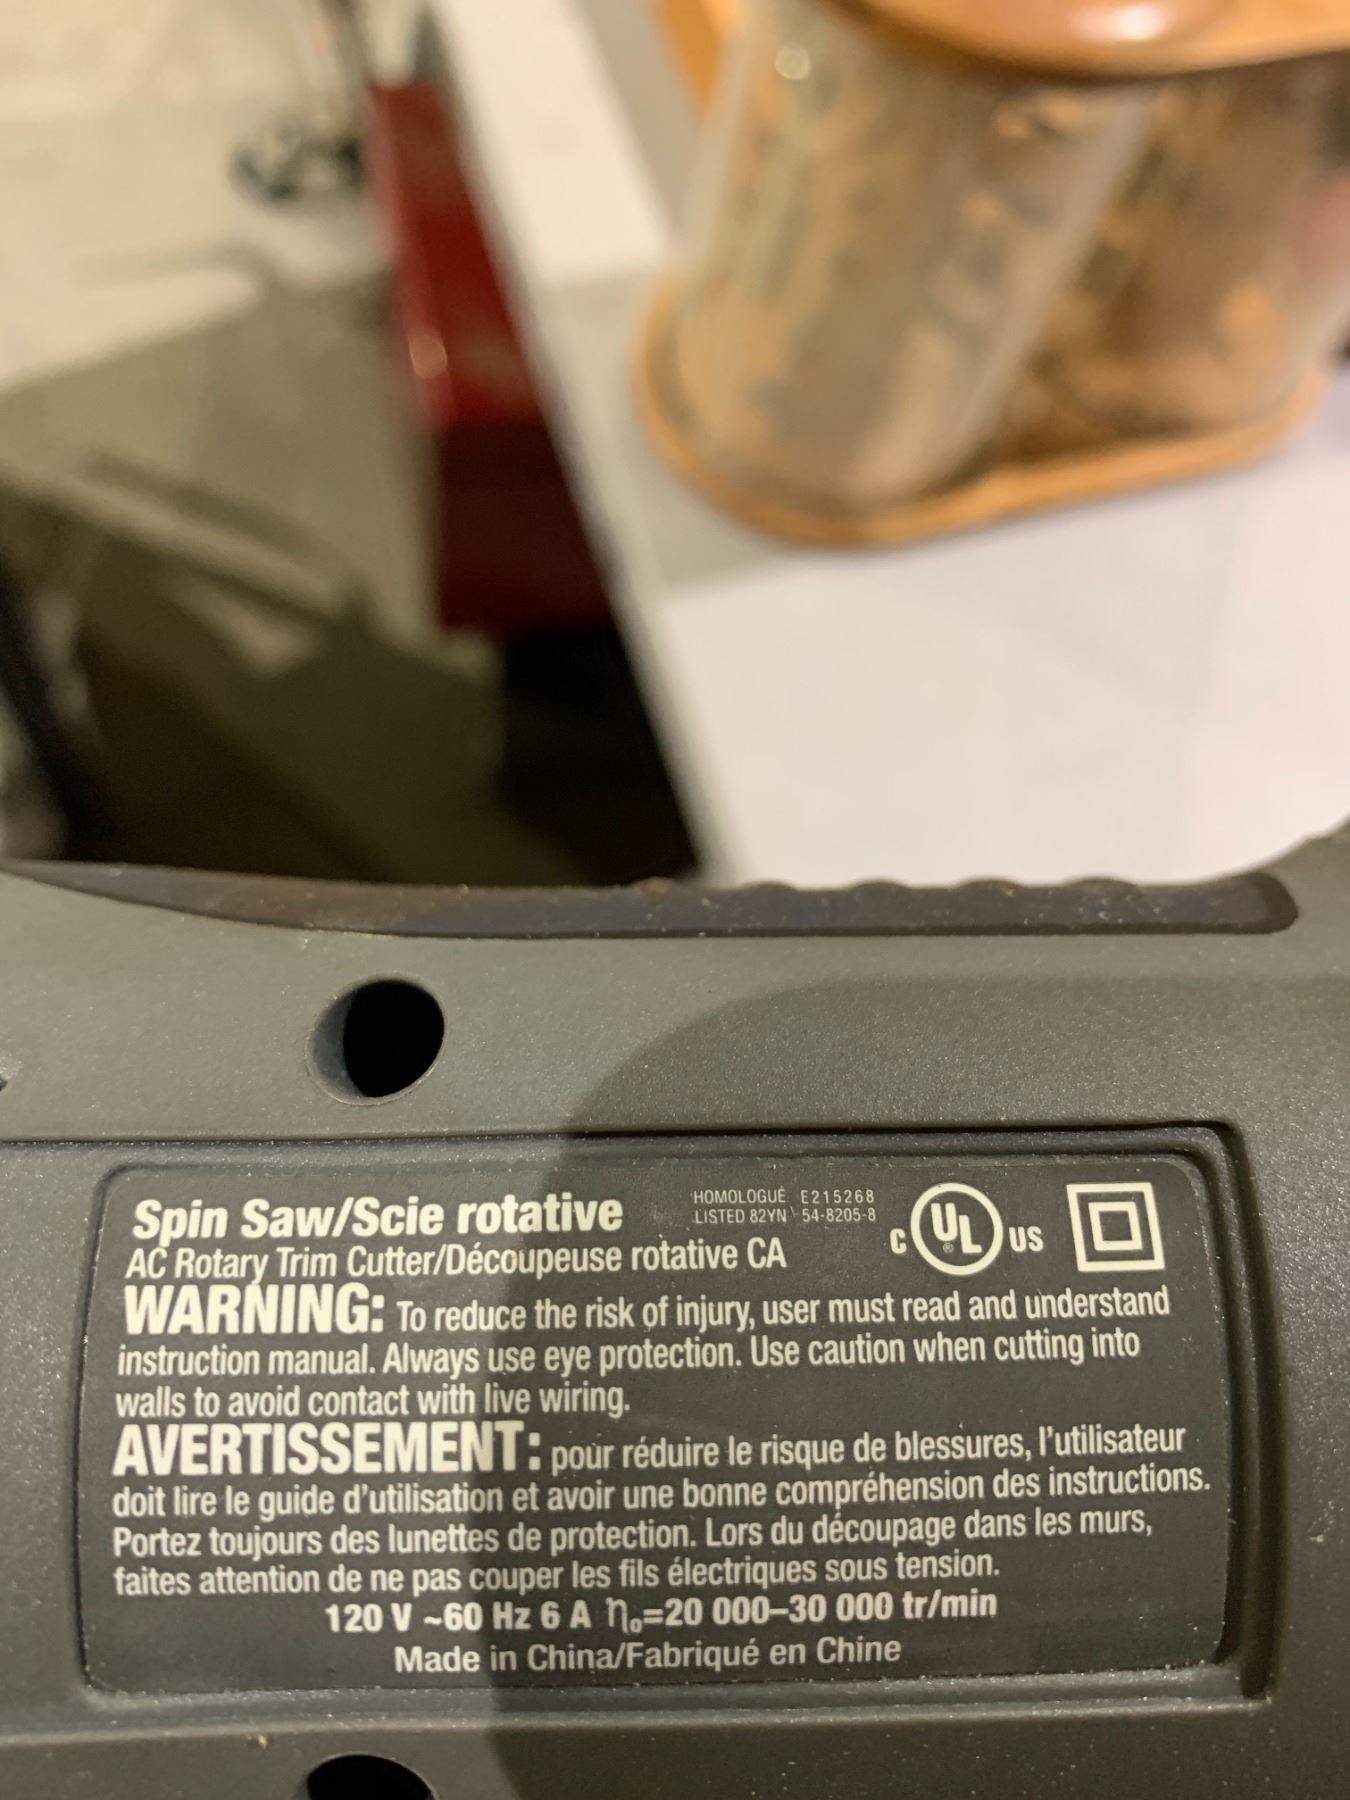 Spin Saw/Scie rotative
HOMOLOGUÉ E215268
LISTED 82YN 54-8205-8
C UL® US
AC Rotary Trim Cutter/Découpeuse rotative CA
WARNING: To reduce the risk of injury, user must read and understand
instruction manual. Always use eye protection. Use caution when cutting into
walls to avoid contact with live wiring.
AVERTISSEMENT: pour réduire le risque de blessures, l'utilisateur
doit lire le guide d'utilisation et avoir une bonne compréhension des instructions.
Portez toujours des lunettes de protection. Lors du découpage dans les murs,
faites attention de ne pas couper les fils électriques sous tension.
120 V ~60 Hz 6 A ηo=20 000–30 000 tr/min
Made in China/Fabriqué en Chine